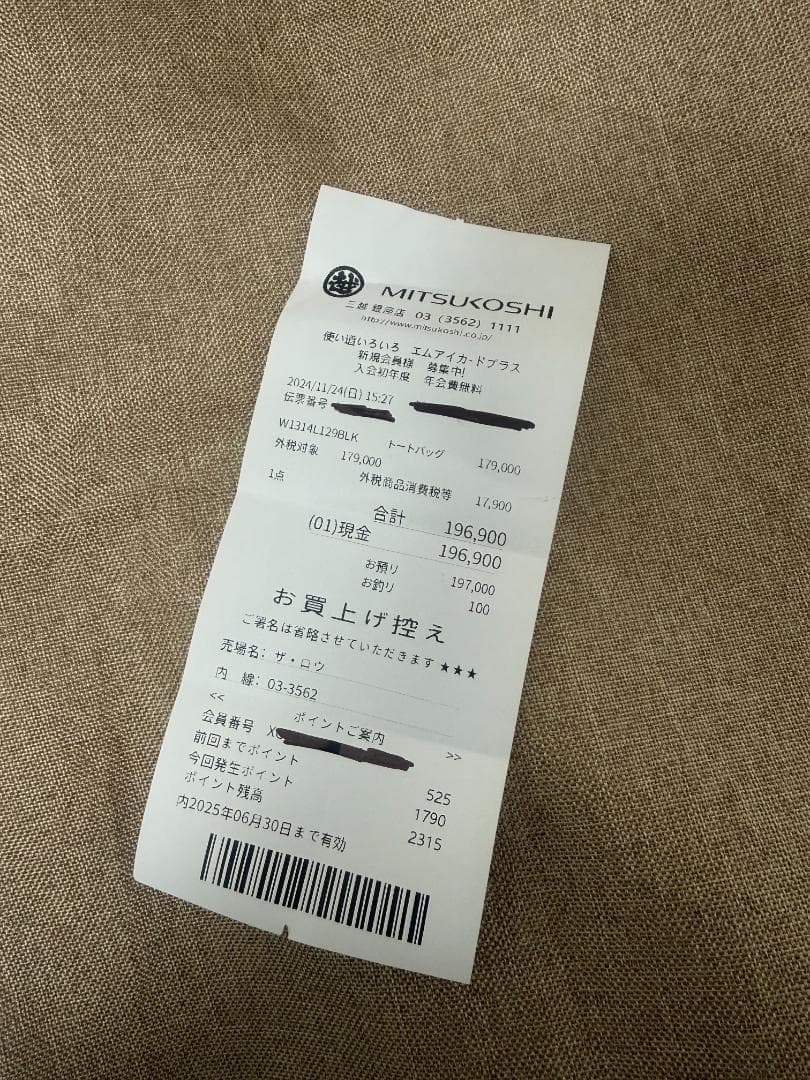 越 MITSUKOSHI
三越 銀座店 03 (3562) 1111
http://www.mitsukoshi.co.jp/
使い道いろいろ エムアイカードプラス
新規会員様 募集中!
入会初年度 年会費無料
2024/11/24(日) 15:27
伝票番号
W1314L129BLK トートバッグ 179,000
外税対象 179,000
外税商品消費税等 17,900
1点
合計 196,900
(01)現金 196,900
お預り 197,000
お釣り 100
お買上げ控え
ご署名は省略させていただきます★★★
売場名: ザ・ロウ
内 線: 03-3562
<< ポイントご案内 >>
会員番号 X
前回までポイント 525
今回発生ポイント 1790
ポイント残高 2315
内2025年06月30日まで有効